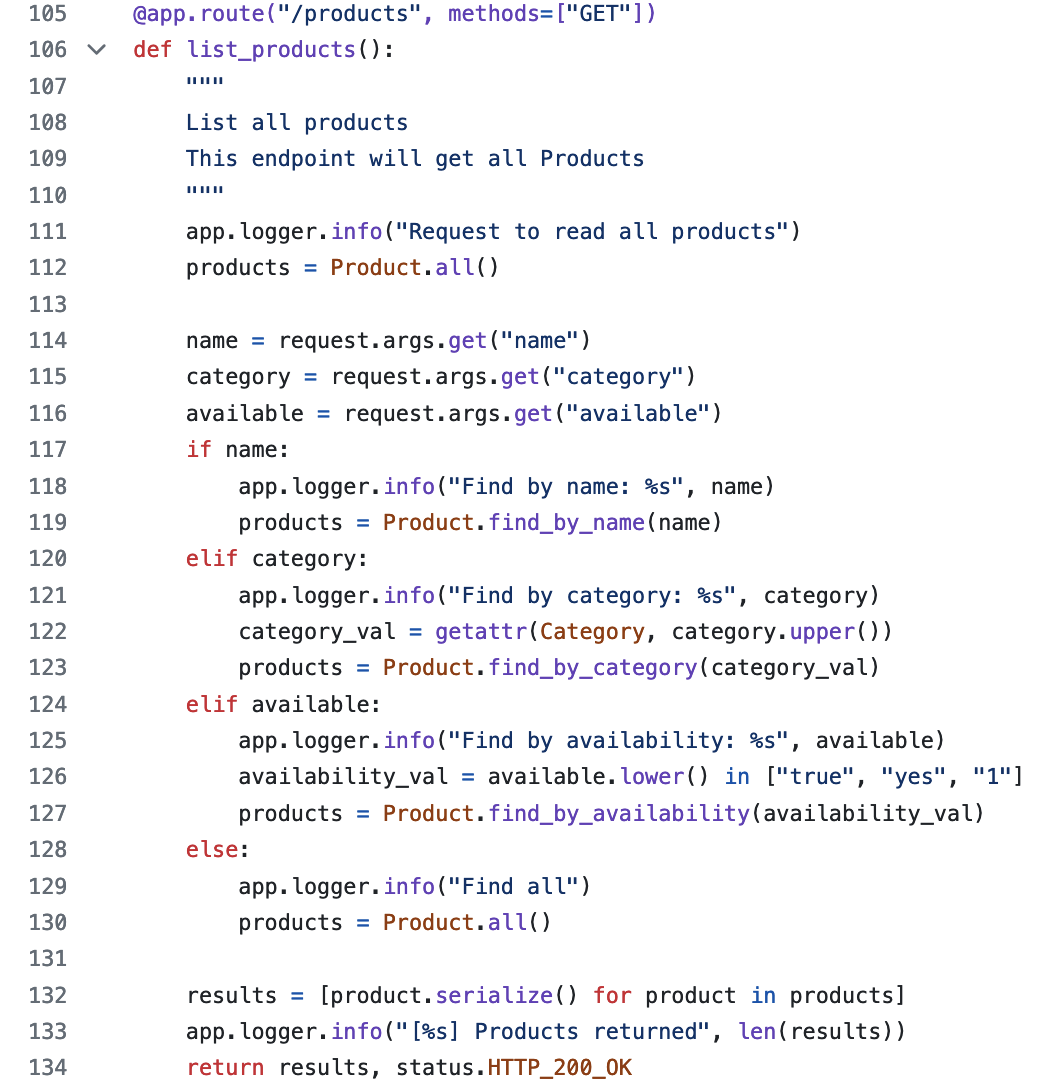 105 @app.route("/products", methods=["GET"])
106 def list_products():
107     """
108     List all products
109     This endpoint will get all Products
110     """
111     app.logger.info("Request to read all products")
112     products = Product.all()
113
114     name = request.args.get("name")
115     category = request.args.get("category")
116     available = request.args.get("available")
117     if name:
118         app.logger.info("Find by name: %s", name)
119         products = Product.find_by_name(name)
120     elif category:
121         app.logger.info("Find by category: %s", category)
122         category_val = getattr(Category, category.upper())
123         products = Product.find_by_category(category_val)
124     elif available:
125         app.logger.info("Find by availability: %s", available)
126         availability_val = available.lower() in ["true", "yes", "1"]
127         products = Product.find_by_availability(availability_val)
128     else:
129         app.logger.info("Find all")
130         products = Product.all()
131
132     results = [product.serialize() for product in products]
133     app.logger.info("[%s] Products returned", len(results))
134     return results, status.HTTP_200_OK